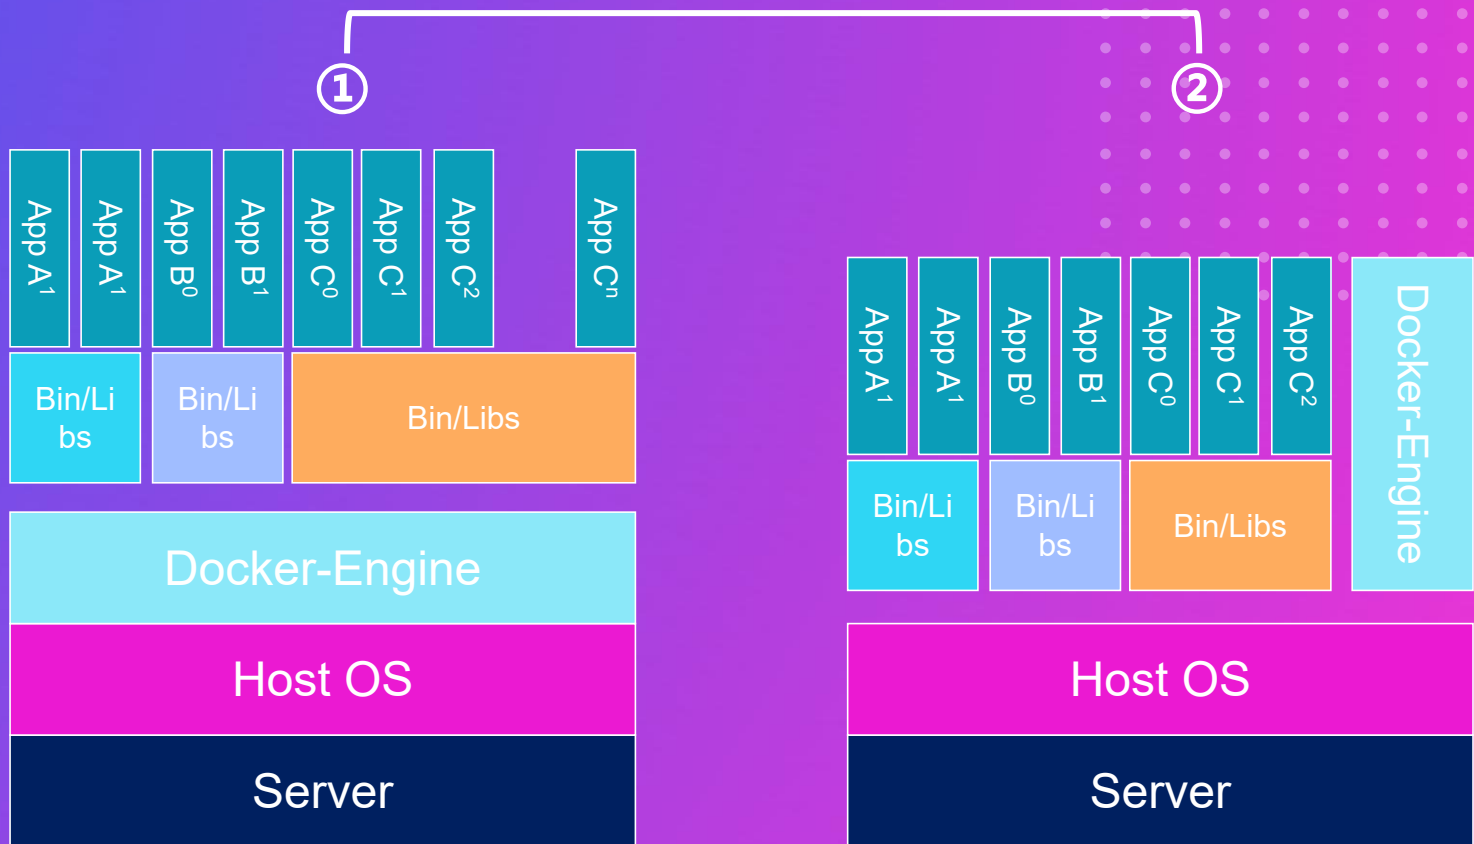 ①
②
App A¹
App A¹
App B⁰
App B¹
App C⁰
App C¹
App C²
App Cⁿ
Bin/Li
bs
Bin/Li
bs
Bin/Libs
Docker-Engine
Host OS
Server
App A¹
App A¹
App B⁰
App B¹
App C⁰
App C¹
App C²
Docker-Engine
Bin/Li
bs
Bin/Li
bs
Bin/Libs
Host OS
Server